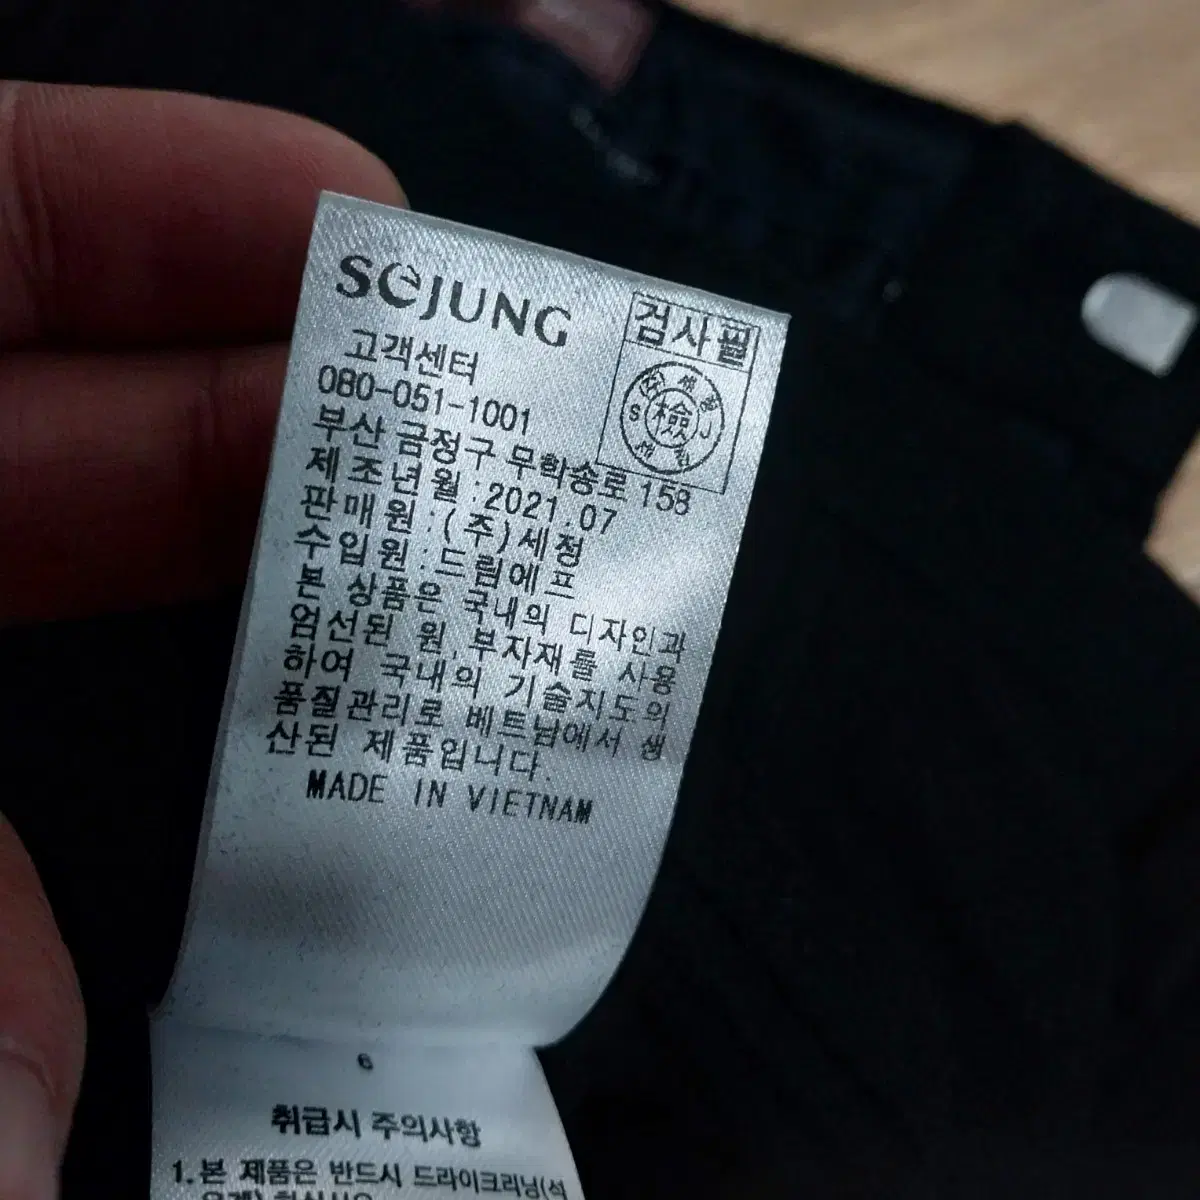 SEJUNG
검사필
(주)세정
S 檢 J
고객센터
080-051-1001
부산 금정구 무학송로 158
제조년월:2021.07
판매원:(주)세정
수입원:드림에프
본 상품은 국내의 디자인과
엄선된 원,부자재를 사용
하여 국내의 기술지도의
품질관리로 베트남에서 생
산된 제품입니다.
MADE IN VIETNAM
6
취급시 주의사항
1.본 제품은 반드시 드라이크리닝(석